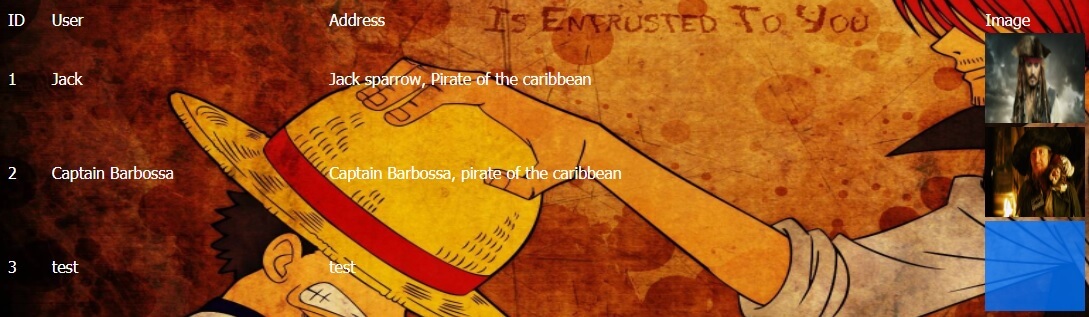 Is Entrusted To You
ID User Address Image
1 Jack Jack sparrow, Pirate of the caribbean
2 Captain Barbossa Captain Barbossa, pirate of the caribbean
3 test test